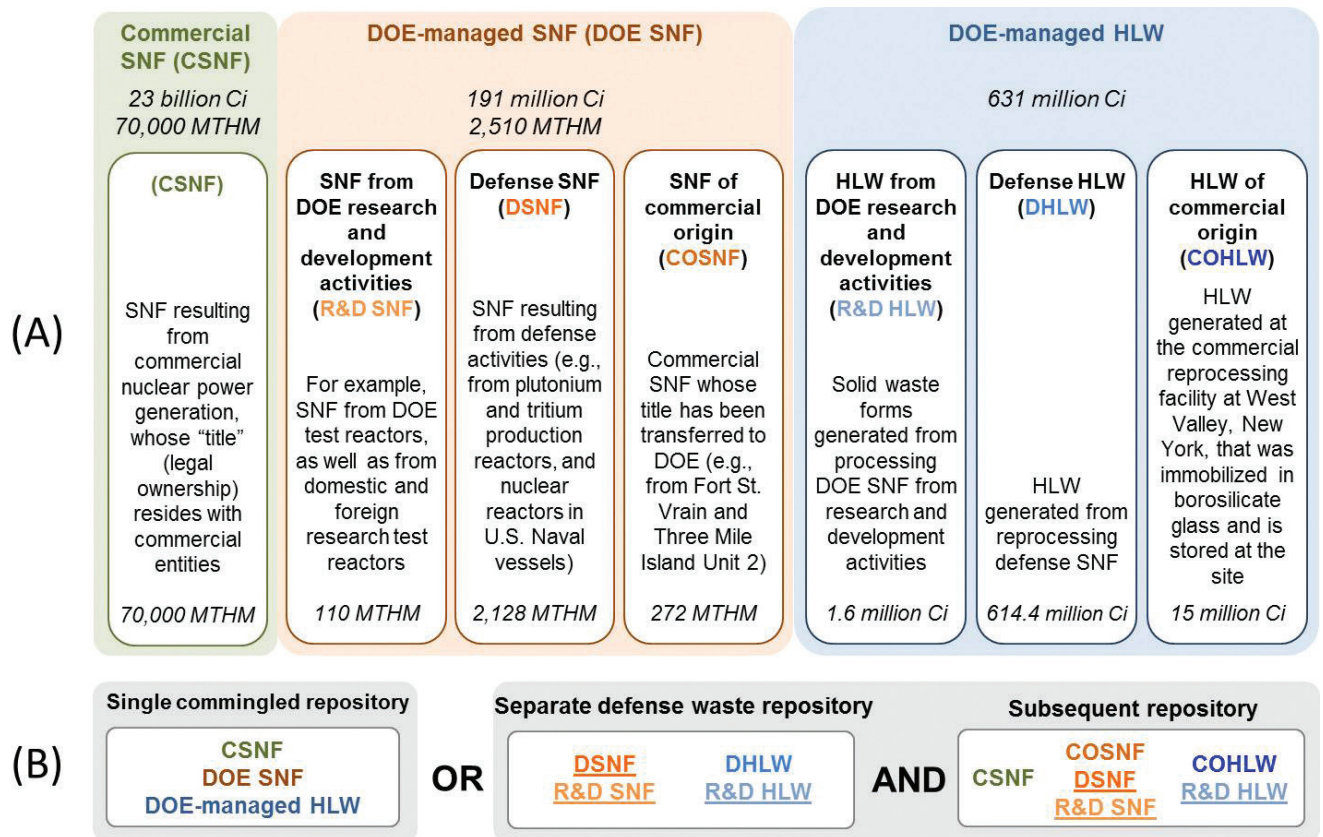 (A)
Commercial
SNF (CSNF)
23 billion Ci
70,000 MTHM
(CSNF)
SNF resulting
from
commercial
nuclear power
generation,
whose “title”
(legal
ownership)
resides with
commercial
entities
70,000 MTHM
DOE-managed SNF (DOE SNF)
191 million Ci
2,510 MTHM
SNF from
DOE research
and
development
activities
(R&D SNF)
For example,
SNF from DOE
test reactors,
as well as from
domestic and
foreign
research test
reactors
110 MTHM
Defense SNF
(DSNF)
SNF resulting
from defense
activities (e.g.,
from plutonium
and tritium
production
reactors, and
nuclear
reactors in
U.S. Naval
vessels)
2,128 MTHM
SNF of
commercial
origin
(COSNF)
Commercial
SNF whose
title has been
transferred to
DOE (e.g.,
from Fort St.
Vrain and
Three Mile
Island Unit 2)
272 MTHM
DOE-managed HLW
631 million Ci
HLW from
DOE research
and
development
activities
(R&D HLW)
Solid waste
forms
generated from
processing
DOE SNF from
research and
development
activities
1.6 million Ci
Defense HLW
(DHLW)
HLW
generated from
reprocessing
defense SNF
614.4 million Ci
HLW of
commercial
origin
(COHLW)
HLW
generated at
the commercial
reprocessing
facility at West
Valley, New
York, that was
immobilized in
borosilicate
glass and is
stored at the
site
15 million Ci
(B)
Single commingled repository
CSNF
DOE SNF
DOE-managed HLW
OR
Separate defense waste repository
DSNF
R&D SNF
DHLW
R&D HLW
AND
Subsequent repository
CSNF
COSNF
DSNF
R&D SNF
COHLW
R&D HLW